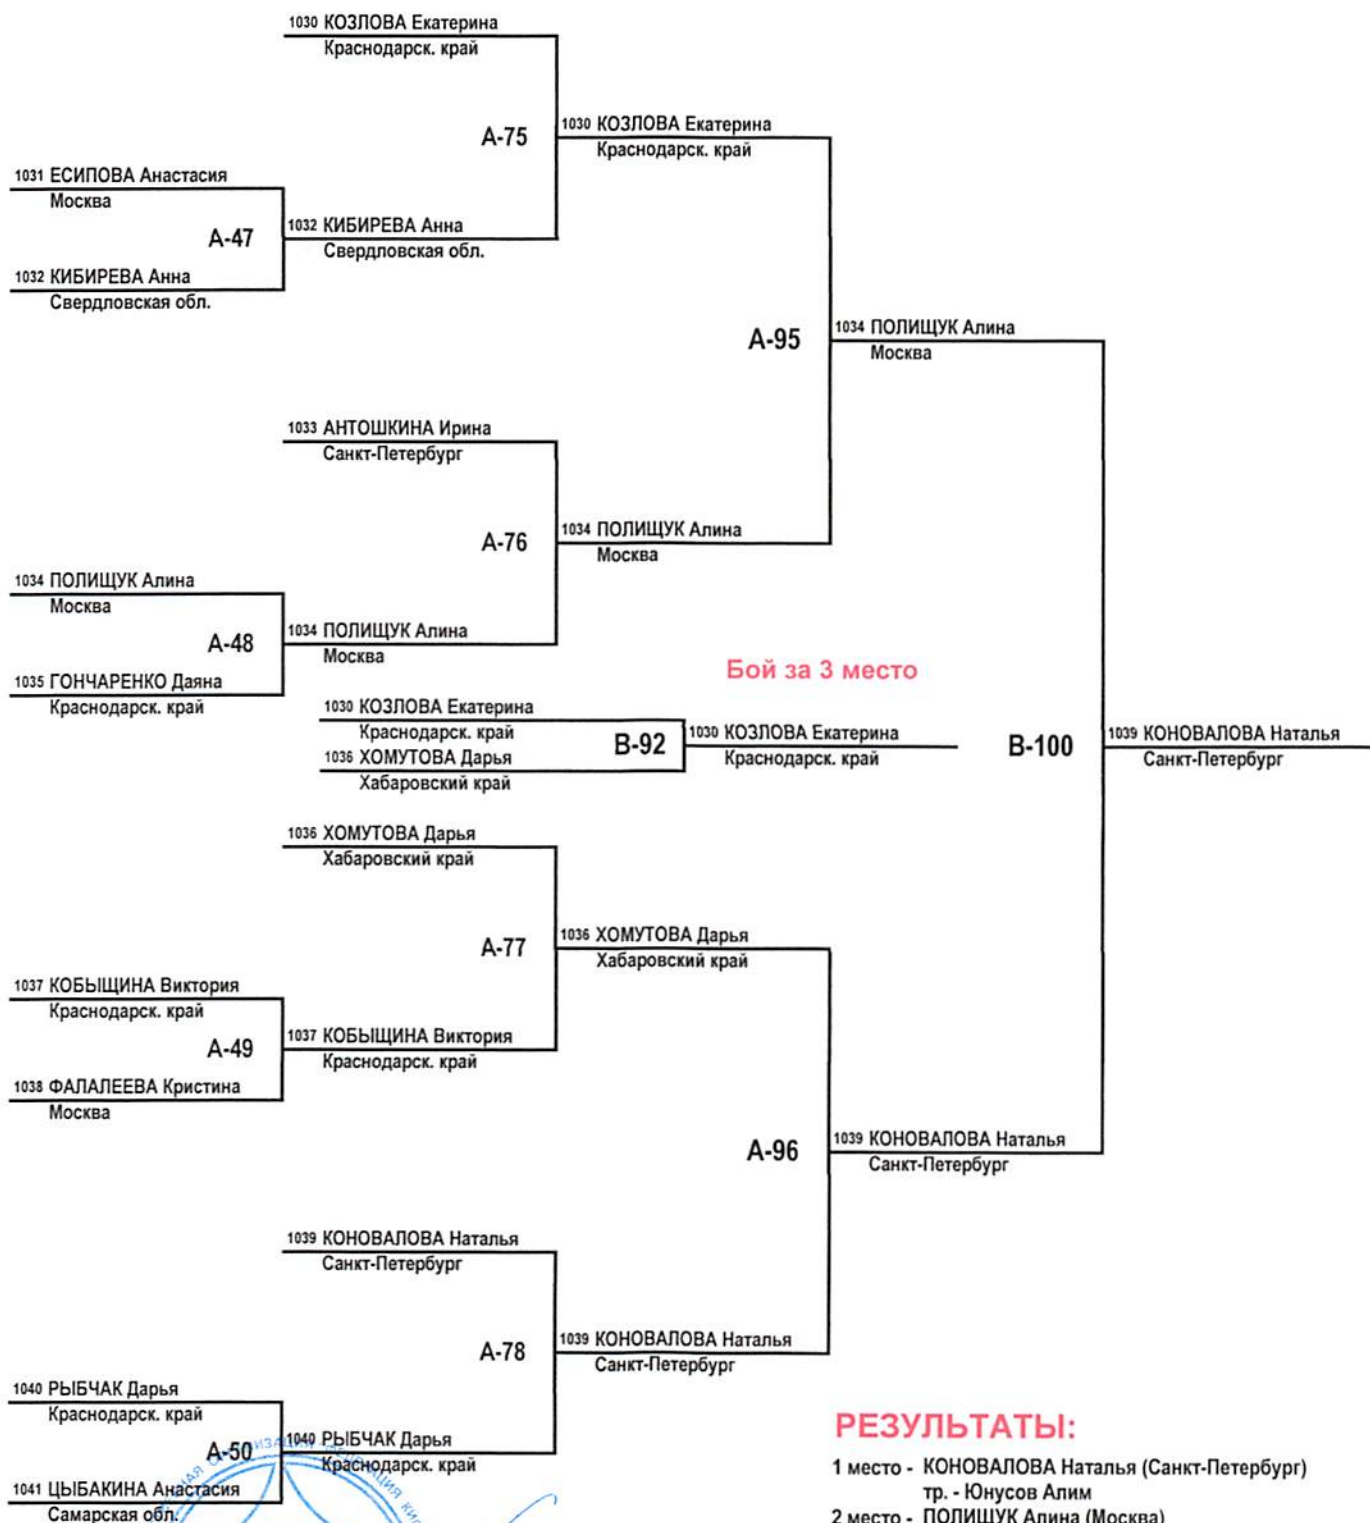 1030 КОЗЛОВА Екатерина
Краснодарск. край
А-75
1030 КОЗЛОВА Екатерина
Краснодарск. край
1031 ЕСИПОВА Анастасия
Москва
А-47
1032 КИБИРЕВА Анна
Свердловская обл.
1032 КИБИРЕВА Анна
Свердловская обл.
А-95
1034 ПОЛИЩУК Алина
Москва
1033 АНТОШКИНА Ирина
Санкт-Петербург
А-76
1034 ПОЛИЩУК Алина
Москва
1034 ПОЛИЩУК Алина
Москва
А-48
1034 ПОЛИЩУК Алина
Москва
1035 ГОНЧАРЕНКО Даяна
Краснодарск. край
Бой за 3 место
1030 КОЗЛОВА Екатерина
Краснодарск. край
В-92
1030 КОЗЛОВА Екатерина
Краснодарск. край
1036 ХОМУТОВА Дарья
Хабаровский край
В-100
1039 КОНОВАЛОВА Наталья
Санкт-Петербург
1036 ХОМУТОВА Дарья
Хабаровский край
А-77
1036 ХОМУТОВА Дарья
Хабаровский край
1037 КОБЫЩИНА Виктория
Краснодарск. край
А-49
1037 КОБЫЩИНА Виктория
Краснодарск. край
1038 ФАЛАЛЕЕВА Кристина
Москва
А-96
1039 КОНОВАЛОВА Наталья
Санкт-Петербург
1039 КОНОВАЛОВА Наталья
Санкт-Петербург
А-78
1039 КОНОВАЛОВА Наталья
Санкт-Петербург
1040 РЫБЧАК Дарья
Краснодарск. край
А-50
1040 РЫБЧАК Дарья
Краснодарск. край
1041 ЦЫБАКИНА Анастасия
Самарская обл.
РЕЗУЛЬТАТЫ:
1 место - КОНОВАЛОВА Наталья (Санкт-Петербург)
тр. - Юнусов Алим
2 место - ПОЛИЩУК Алина (Москва)